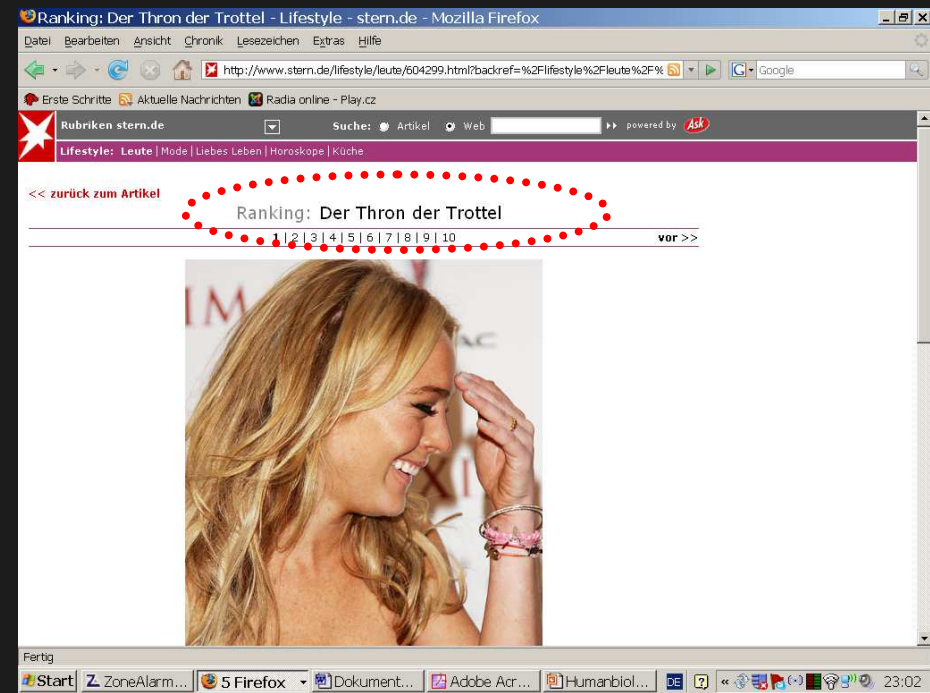 Ranking: Der Thron der Trottel - Lifestyle - stern.de - Mozilla Firefox
Datei Bearbeiten Ansicht Chronik Lesezeichen Extras Hilfe
http://www.stern.de/lifestyle/leute/604299.html?backref=%2Flifestyle%2Fleute%2F% G Google
Erste Schritte Aktuelle Nachrichten Radia online - Play.cz
Rubriken stern.de Suche: Artikel Web powered by Ask
Lifestyle: Leute | Mode | Liebes Leben | Horoskope | Küche
<< zurück zum Artikel
Ranking: Der Thron der Trottel
1 | 2 | 3 | 4 | 5 | 6 | 7 | 8 | 9 | 10 vor >>
IM
AC
XI
Fertig
Start ZoneAlarm... 5 Firefox Dokument... Adobe Acr... Humanbiol... DE ? « 23:02